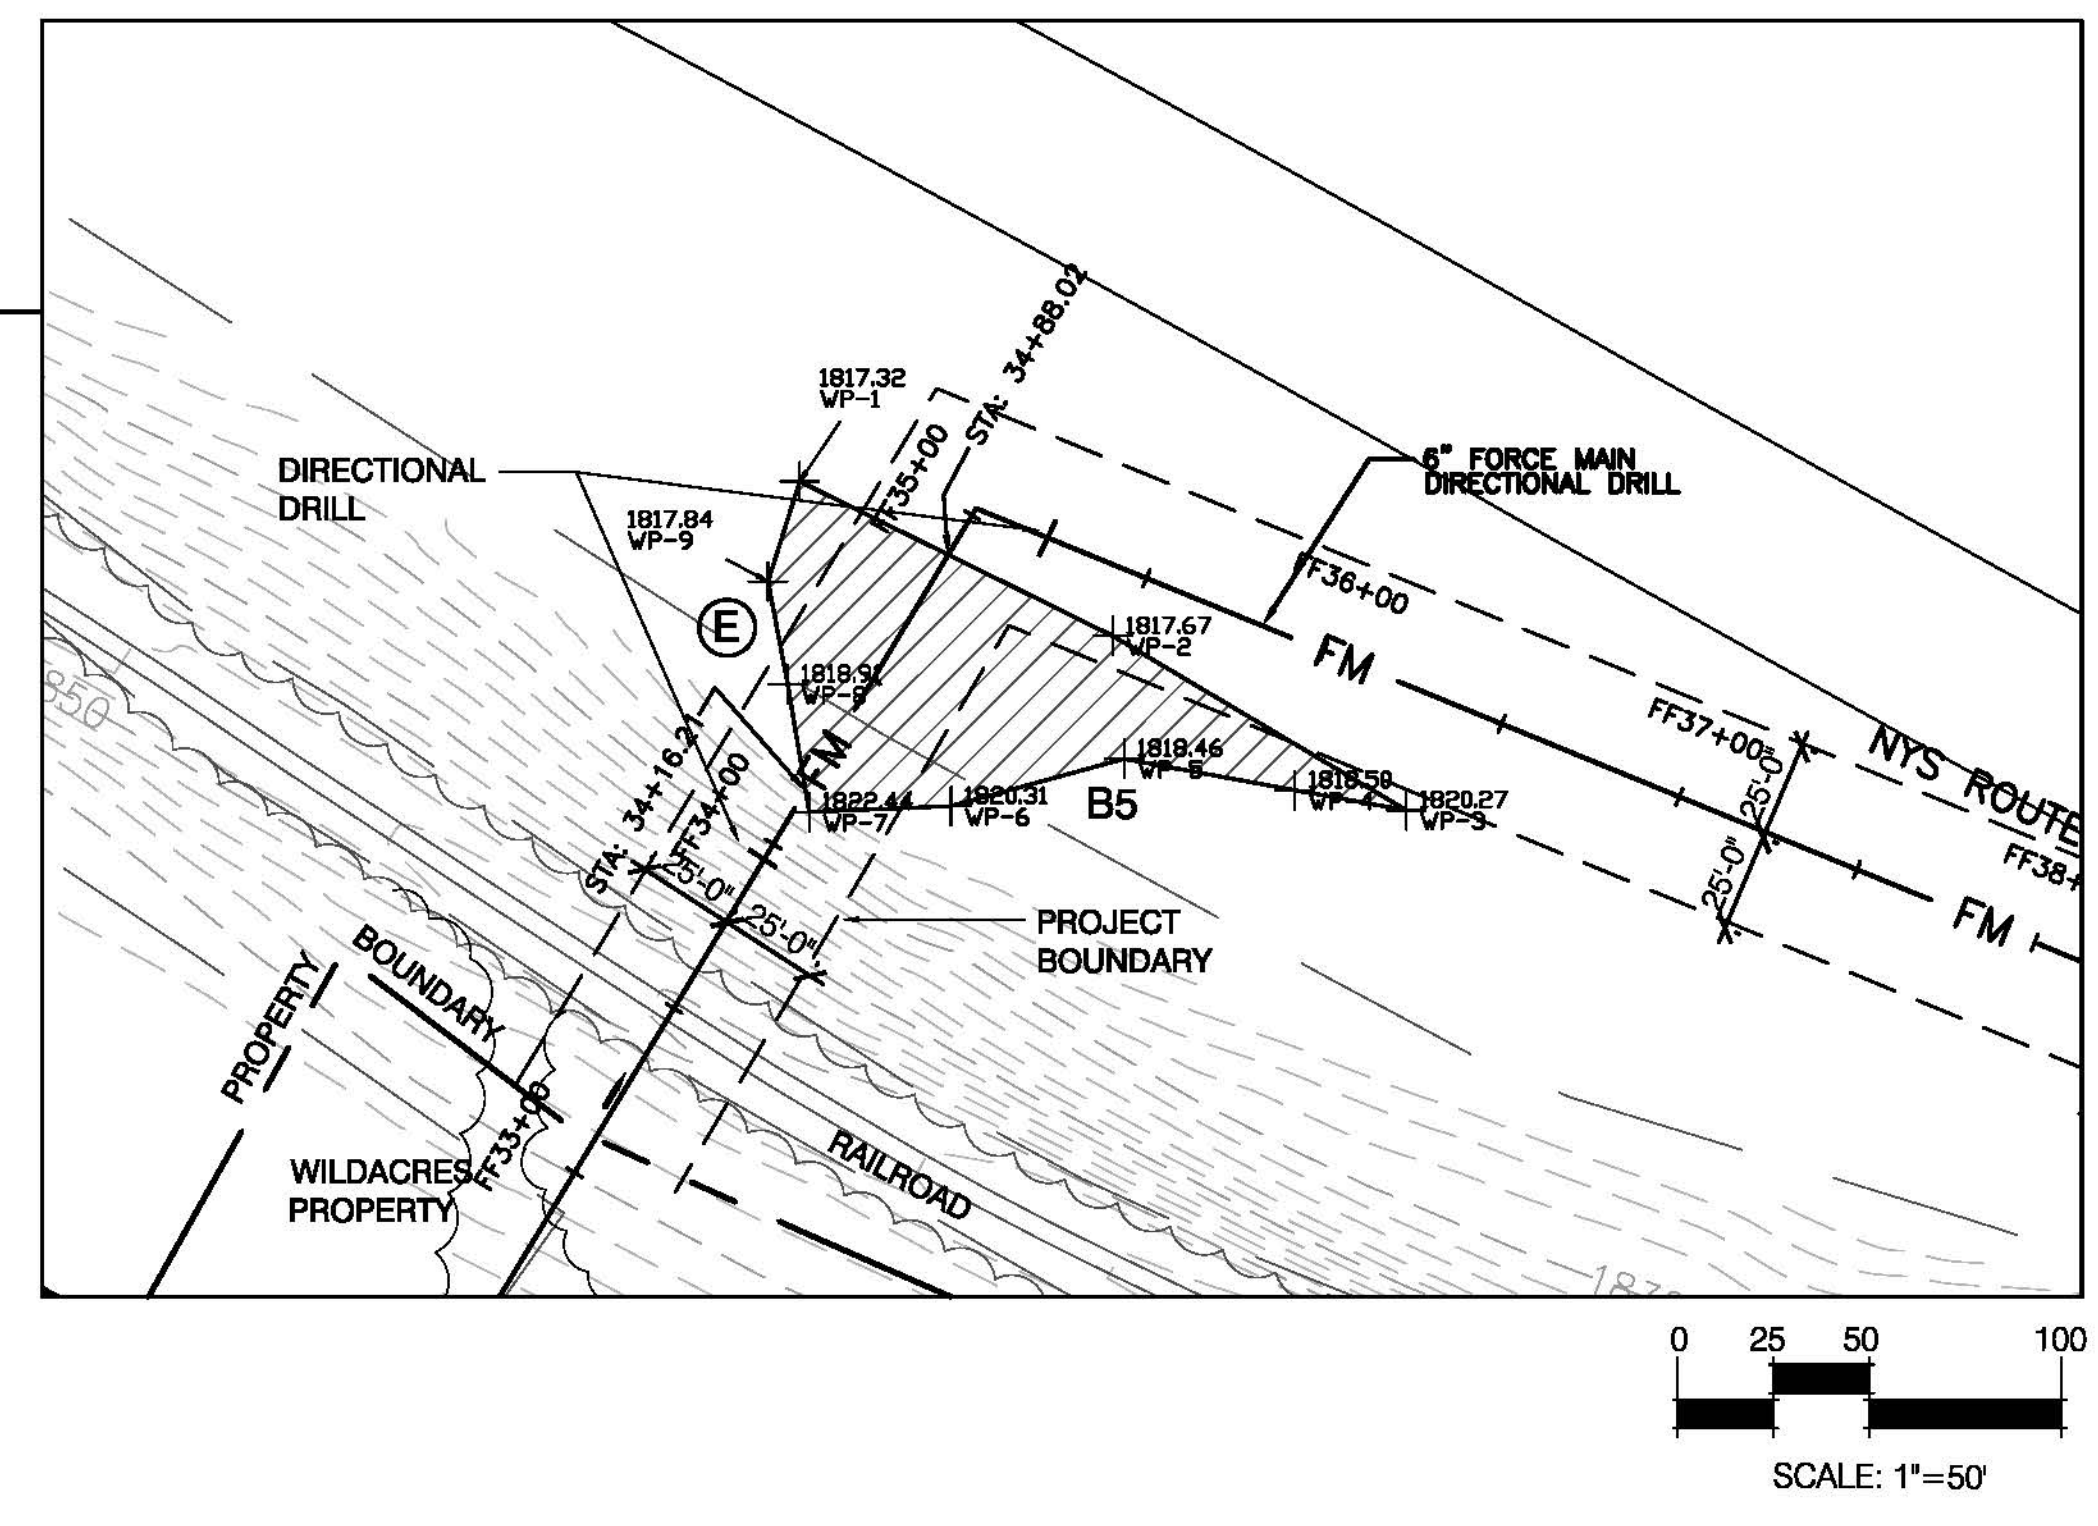 STA: 34+88.02
1817.32
WP-1
FF35+00
DIRECTIONAL
DRILL
6" FORCE MAIN
DIRECTIONAL DRILL
1817.84
WP-9
FF36+00
E
1817.67
WP-2
FM
1818.91
WP-8
850
FF37+00
25'-0"
25'-0"
NYS ROUTE
FF38+
FM
STA: 34+16.21
FF34+00
FM
1818.46
WP-5
1818.50
WP-4
1820.27
WP-3
1822.44
WP-7
1820.31
WP-6
B5
25'-0"
25'-0"
PROJECT
BOUNDARY
PROPERTY
BOUNDARY
FF33+00
WILDACRES
PROPERTY
RAILROAD
0 25 50 100
SCALE: 1"=50'